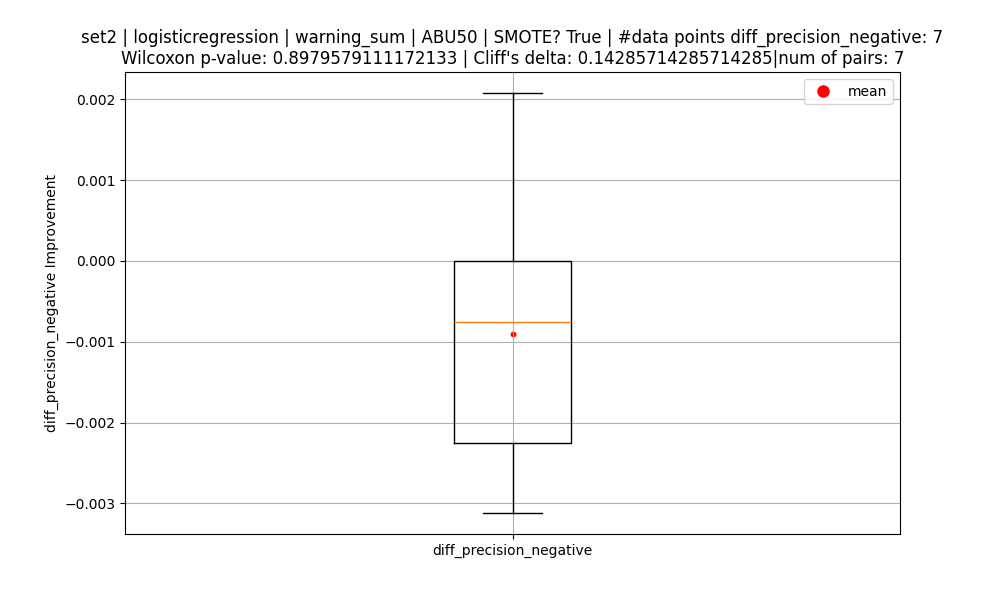 set2 | logisticregression | warning_sum | ABU50 | SMOTE? True | #data points diff_precision_negative: 7
Wilcoxon p-value: 0.8979579111172133 | Cliff's delta: 0.14285714285714285|num of pairs: 7
mean
0.002
0.001
0.000
−0.001
−0.002
−0.003
diff_precision_negative Improvement
diff_precision_negative